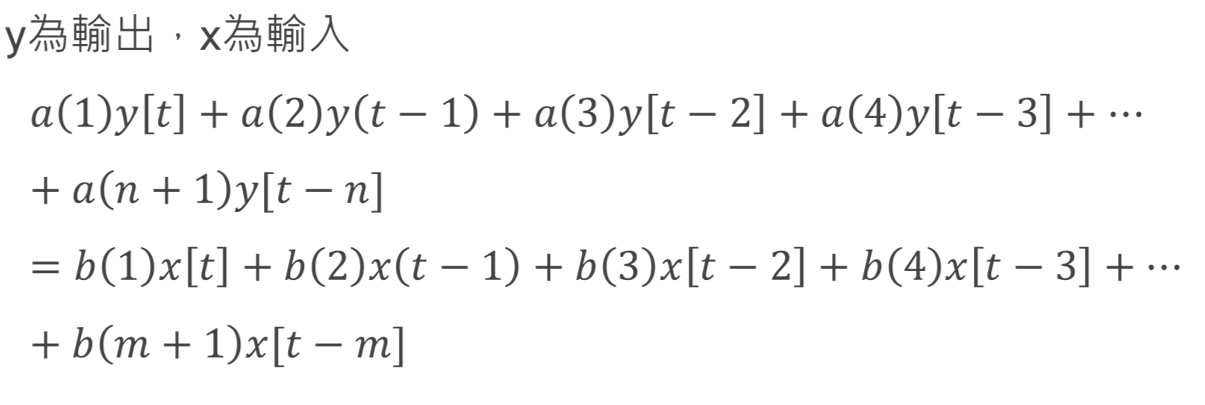 y為輸出，x為輸入
a(1)y[t] + a(2)y(t − 1) + a(3)y[t − 2] + a(4)y[t − 3] + ⋯
+ a(n + 1)y[t − n]
= b(1)x[t] + b(2)x(t − 1) + b(3)x[t − 2] + b(4)x[t − 3] + ⋯
+ b(m + 1)x[t − m]